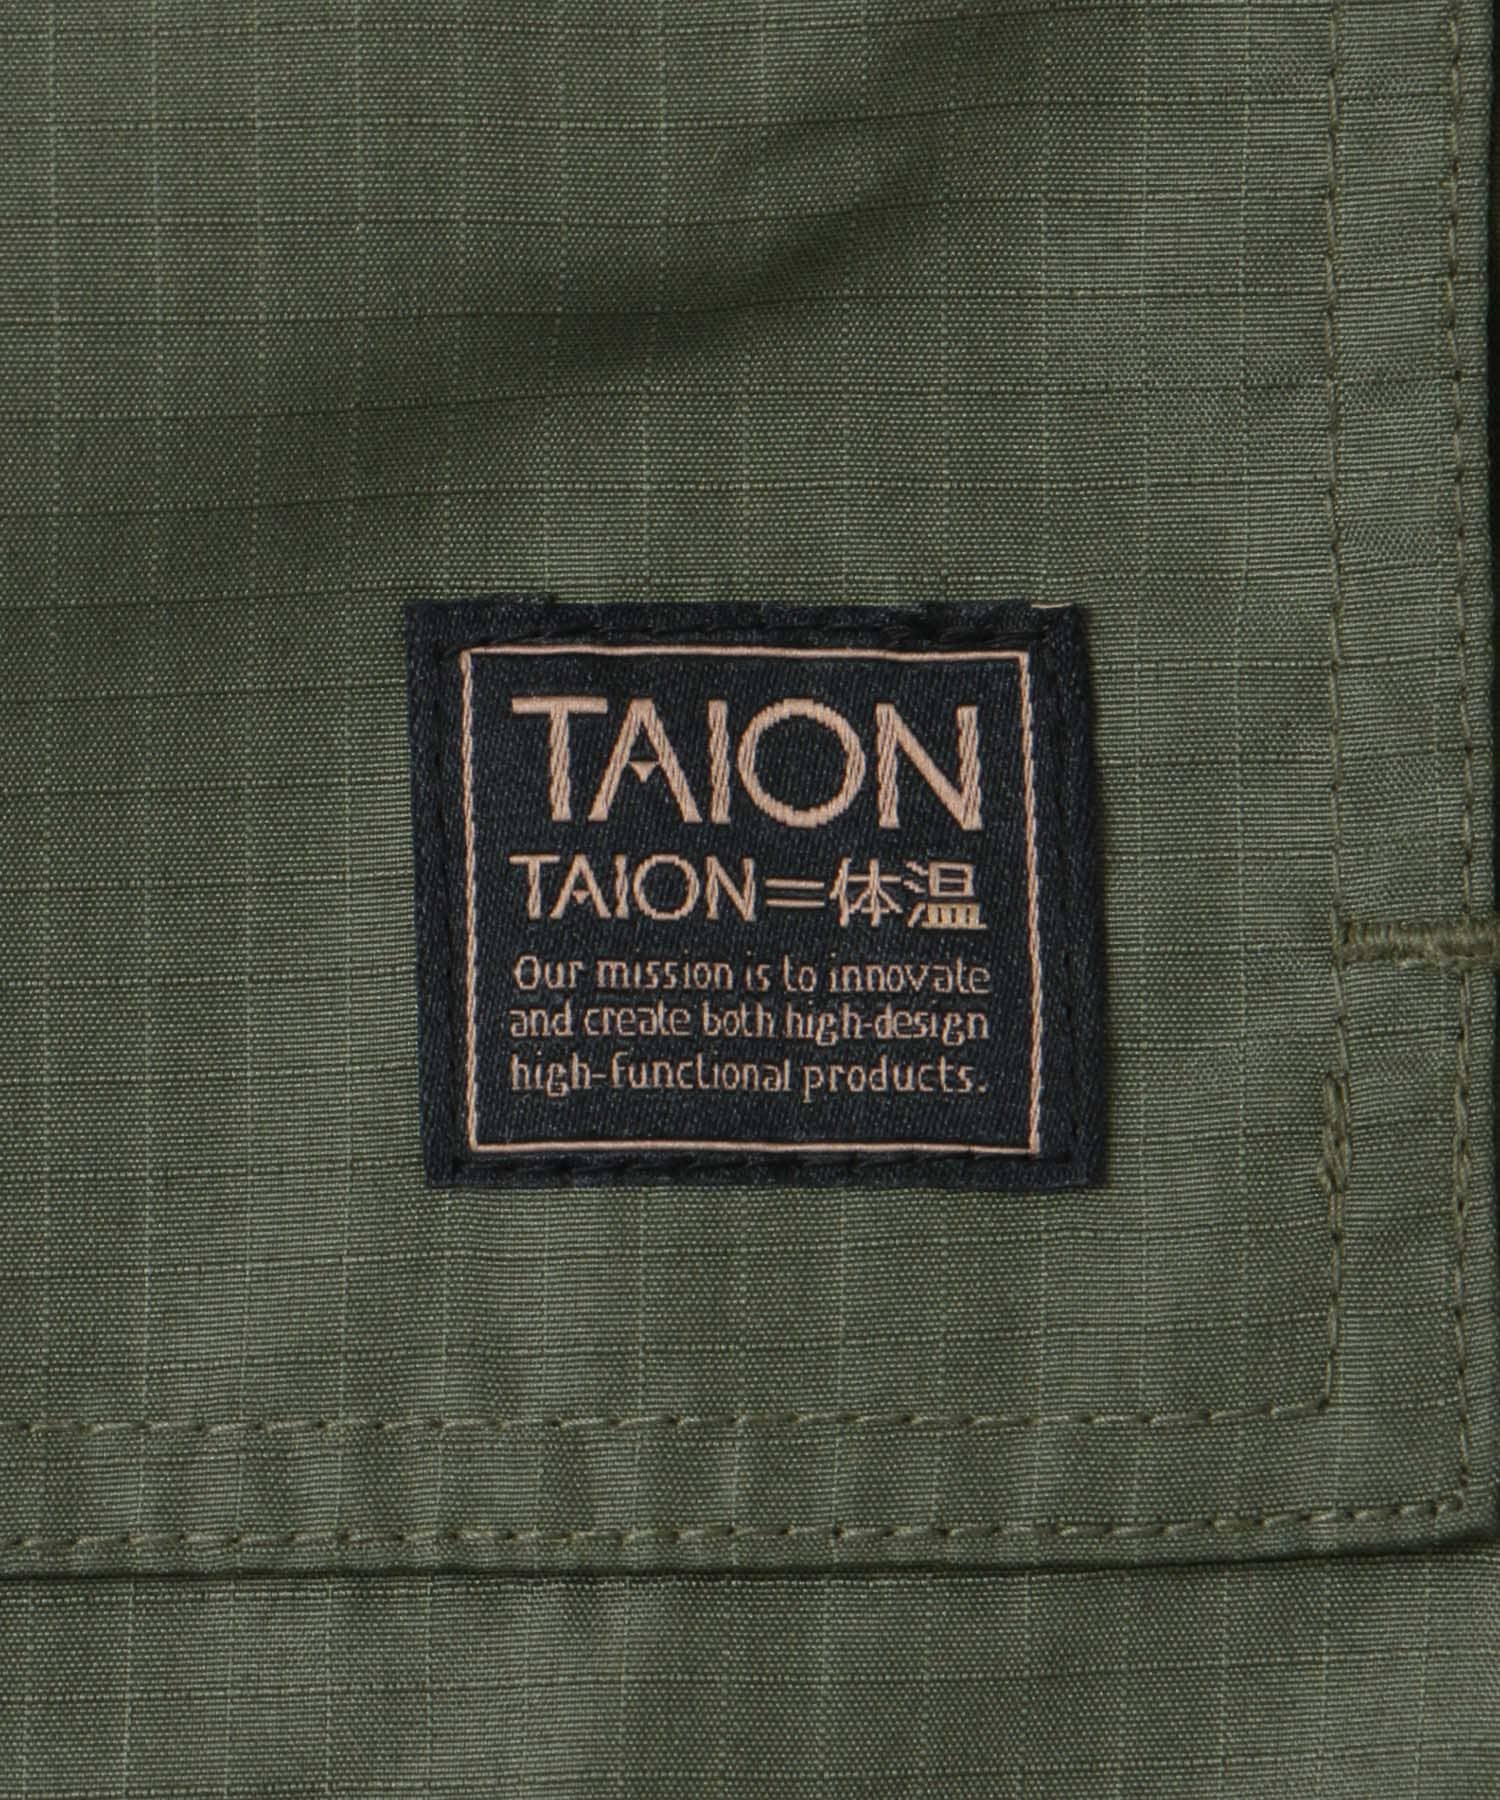 TAION
TAION=体温
Our mission is to innovate
and create both high-design
high-functional products.